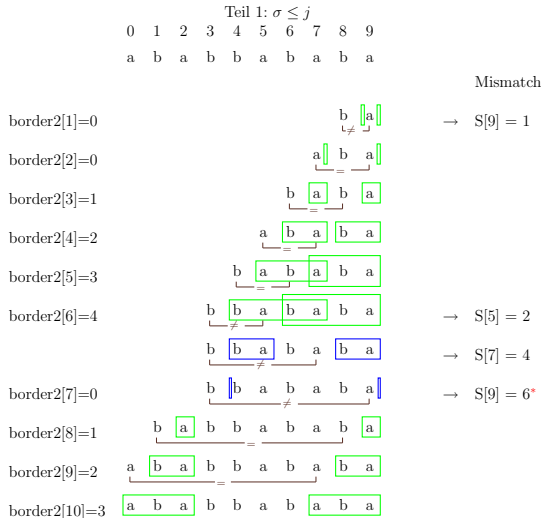 Teil 1: σ ≤ j
0 1 2 3 4 5 6 7 8 9
a b a b b a b a b a
Mismatch
border2[1]=0 b a → S[9] = 1
≠
border2[2]=0 a b a
=
border2[3]=1 b a b a
=
border2[4]=2 a b a b a
=
border2[5]=3 b a b a b a
=
border2[6]=4 b b a b a b a → S[5] = 2
≠
b b a b a b a → S[7] = 4
≠
border2[7]=0 b b a b a b a → S[9] = 6*
≠
border2[8]=1 b a b b a b a b a
=
border2[9]=2 a b a b b a b a b a
=
border2[10]=3 a b a b b a b a b a